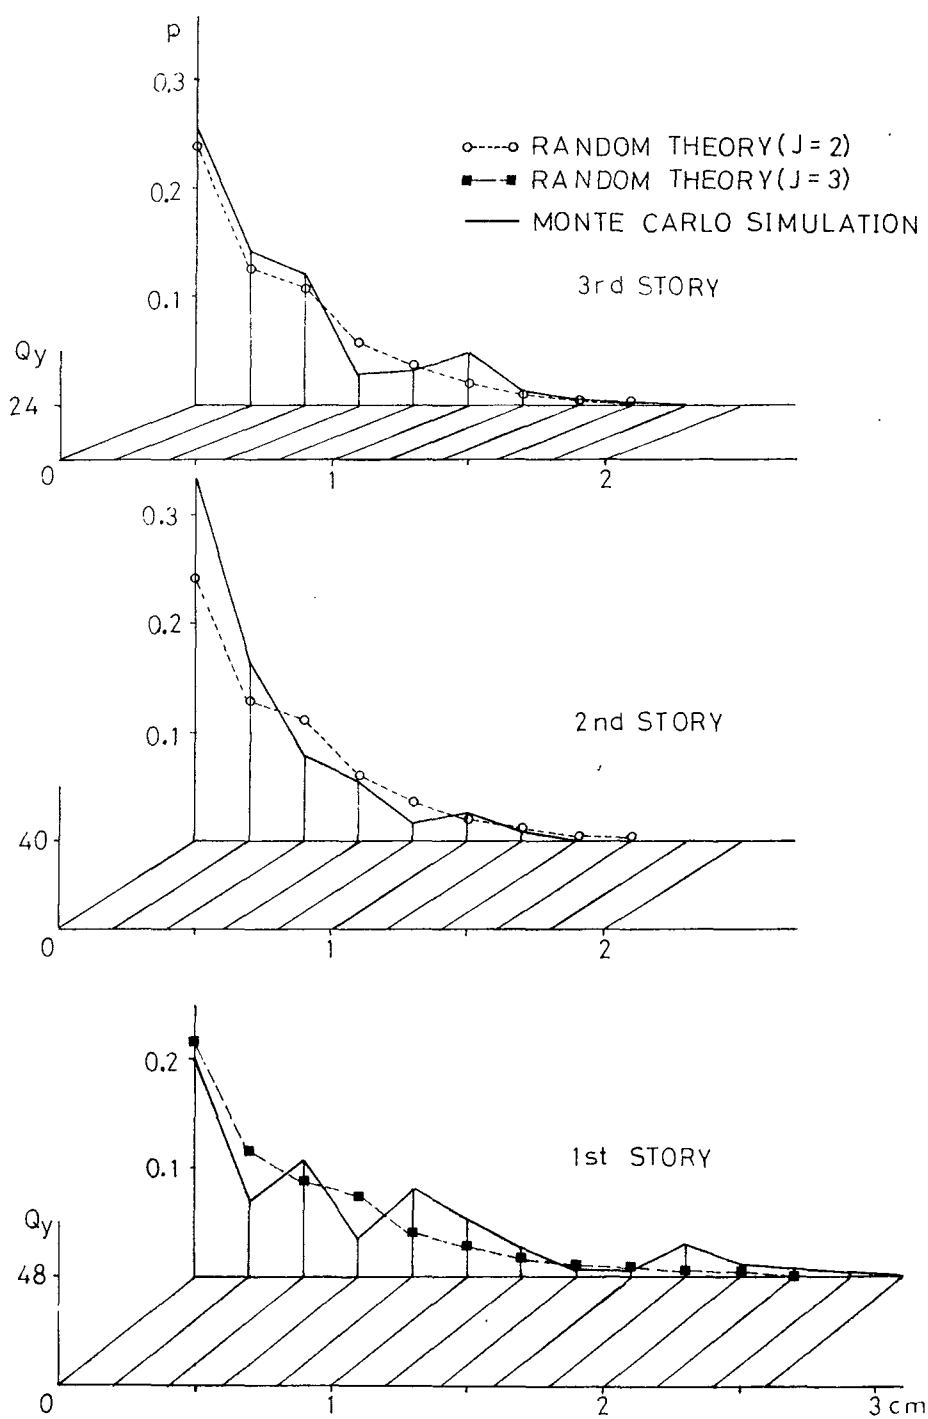 p
0.3
RANDOM THEORY (J=2)
0.2
RANDOM THEORY (J=3)
MONTE CARLO SIMULATION
3rd STORY
0.1
Qy
24
0 1 2
0.3
0.2
2nd STORY
0.1
40
0 1 2
0.2
1st STORY
0.1
Qy
48
0 1 2 3 cm